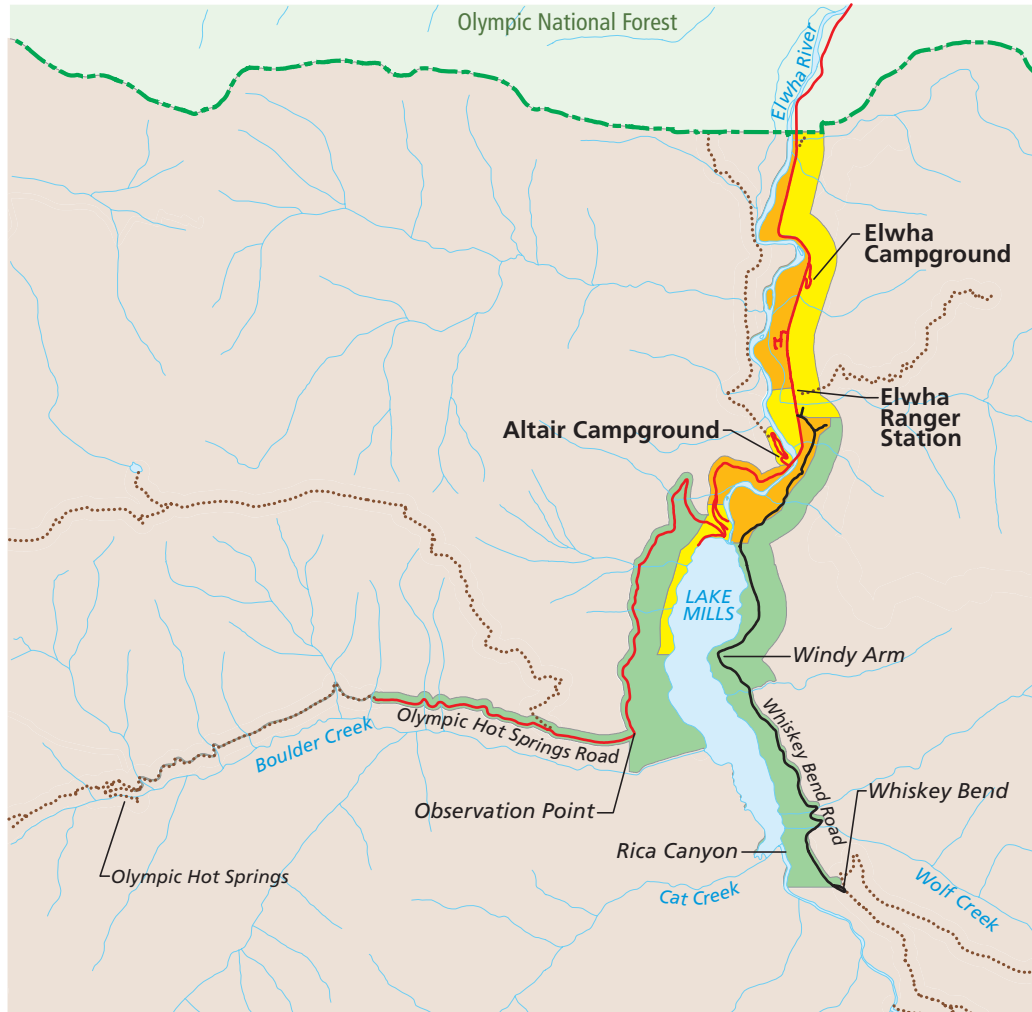 Olympic National Forest
Elwha River
Elwha
Campground
Elwha
Ranger
Station
Altair Campground
LAKE
MILLS
Windy Arm
Olympic Hot Springs Road
Boulder Creek
Whiskey Bend Road
Observation Point
Whiskey Bend
Rica Canyon
Olympic Hot Springs
Cat Creek
Wolf Creek